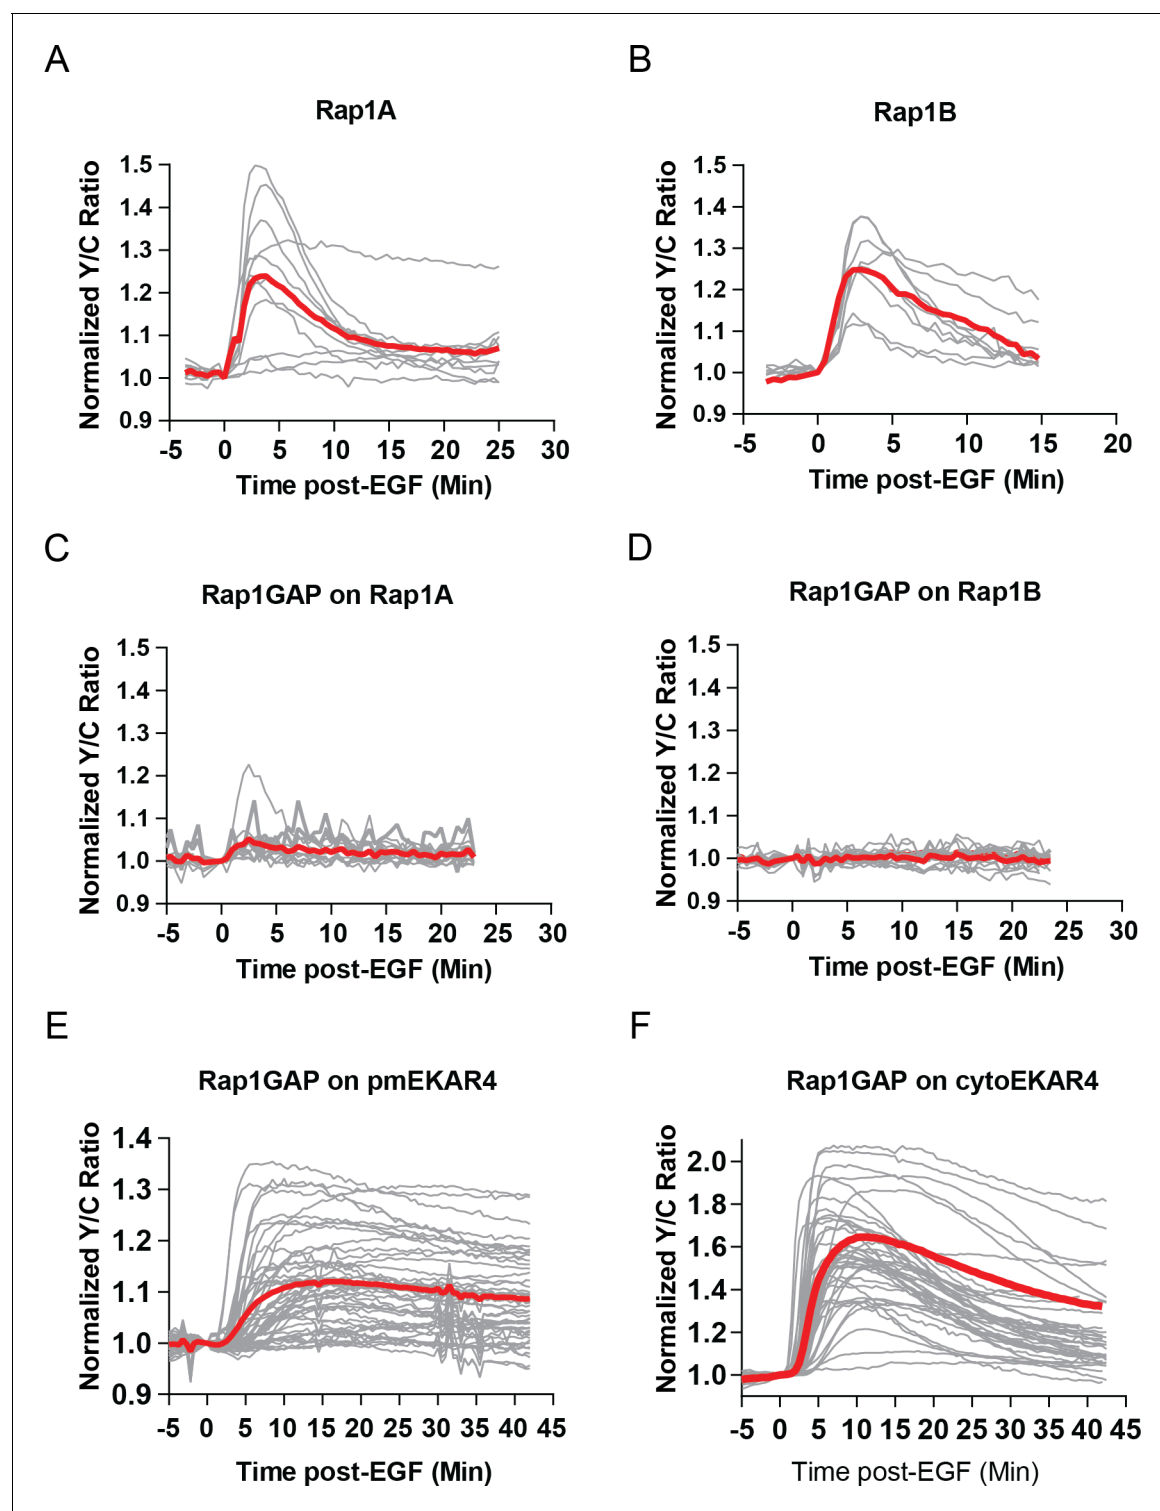 A
B
Rap1A
Rap1B
Normalized Y/C Ratio
1.5
1.4
1.3
1.2
1.1
1.0
0.9
-5 0 5 10 15 20 25 30
Time post-EGF (Min)
Normalized Y/C Ratio
1.5
1.4
1.3
1.2
1.1
1.0
0.9
-5 0 5 10 15 20
Time post-EGF (Min)
C
D
Rap1GAP on Rap1A
Rap1GAP on Rap1B
Normalized Y/C Ratio
1.5
1.4
1.3
1.2
1.1
1.0
0.9
-5 0 5 10 15 20 25 30
Time post-EGF (Min)
Normalized Y/C Ratio
1.5
1.4
1.3
1.2
1.1
1.0
0.9
-5 0 5 10 15 20 25 30
Time post-EGF (Min)
E
F
Rap1GAP on pmEKAR4
Rap1GAP on cytoEKAR4
Normalized Y/C Ratio
1.4
1.3
1.2
1.1
1.0
0.9
-5 0 5 10 15 20 25 30 35 40 45
Time post-EGF (Min)
Normalized Y/C Ratio
2.0
1.8
1.6
1.4
1.2
1.0
-5 0 5 10 15 20 25 30 35 40 45
Time post-EGF (Min)